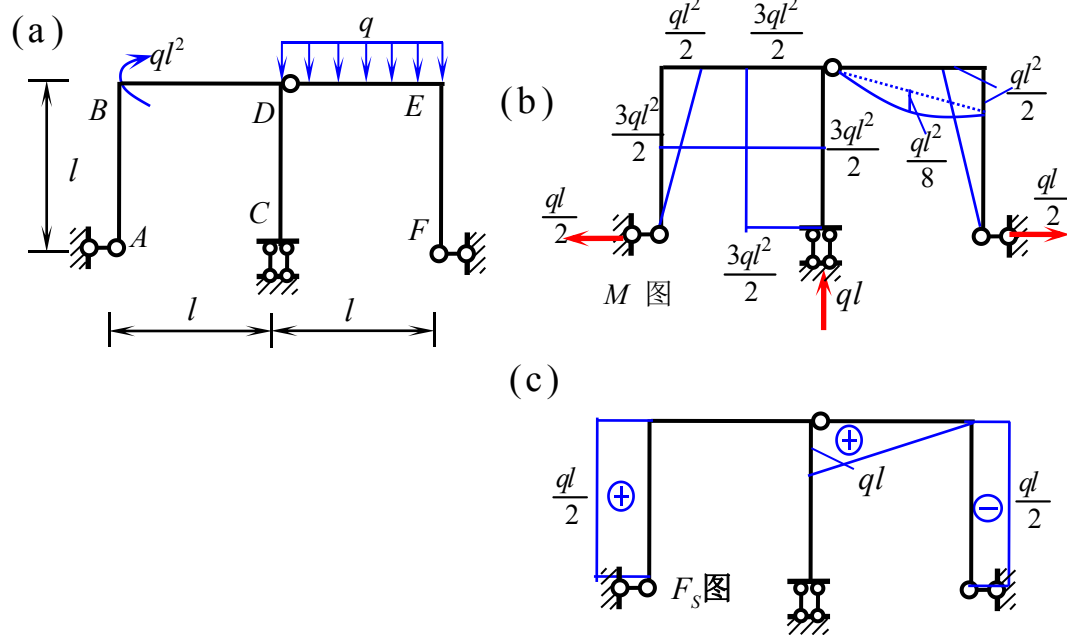 (a)
ql²
q
B
D
E
l
A
C
F
l
l
(b)
ql²/2
3ql²/2
ql²/2
3ql²/2
3ql²/2
ql²/8
ql/2
ql/2
3ql²/2
M 图
ql
(c)
ql/2
+
+
ql
−
ql/2
F_S图